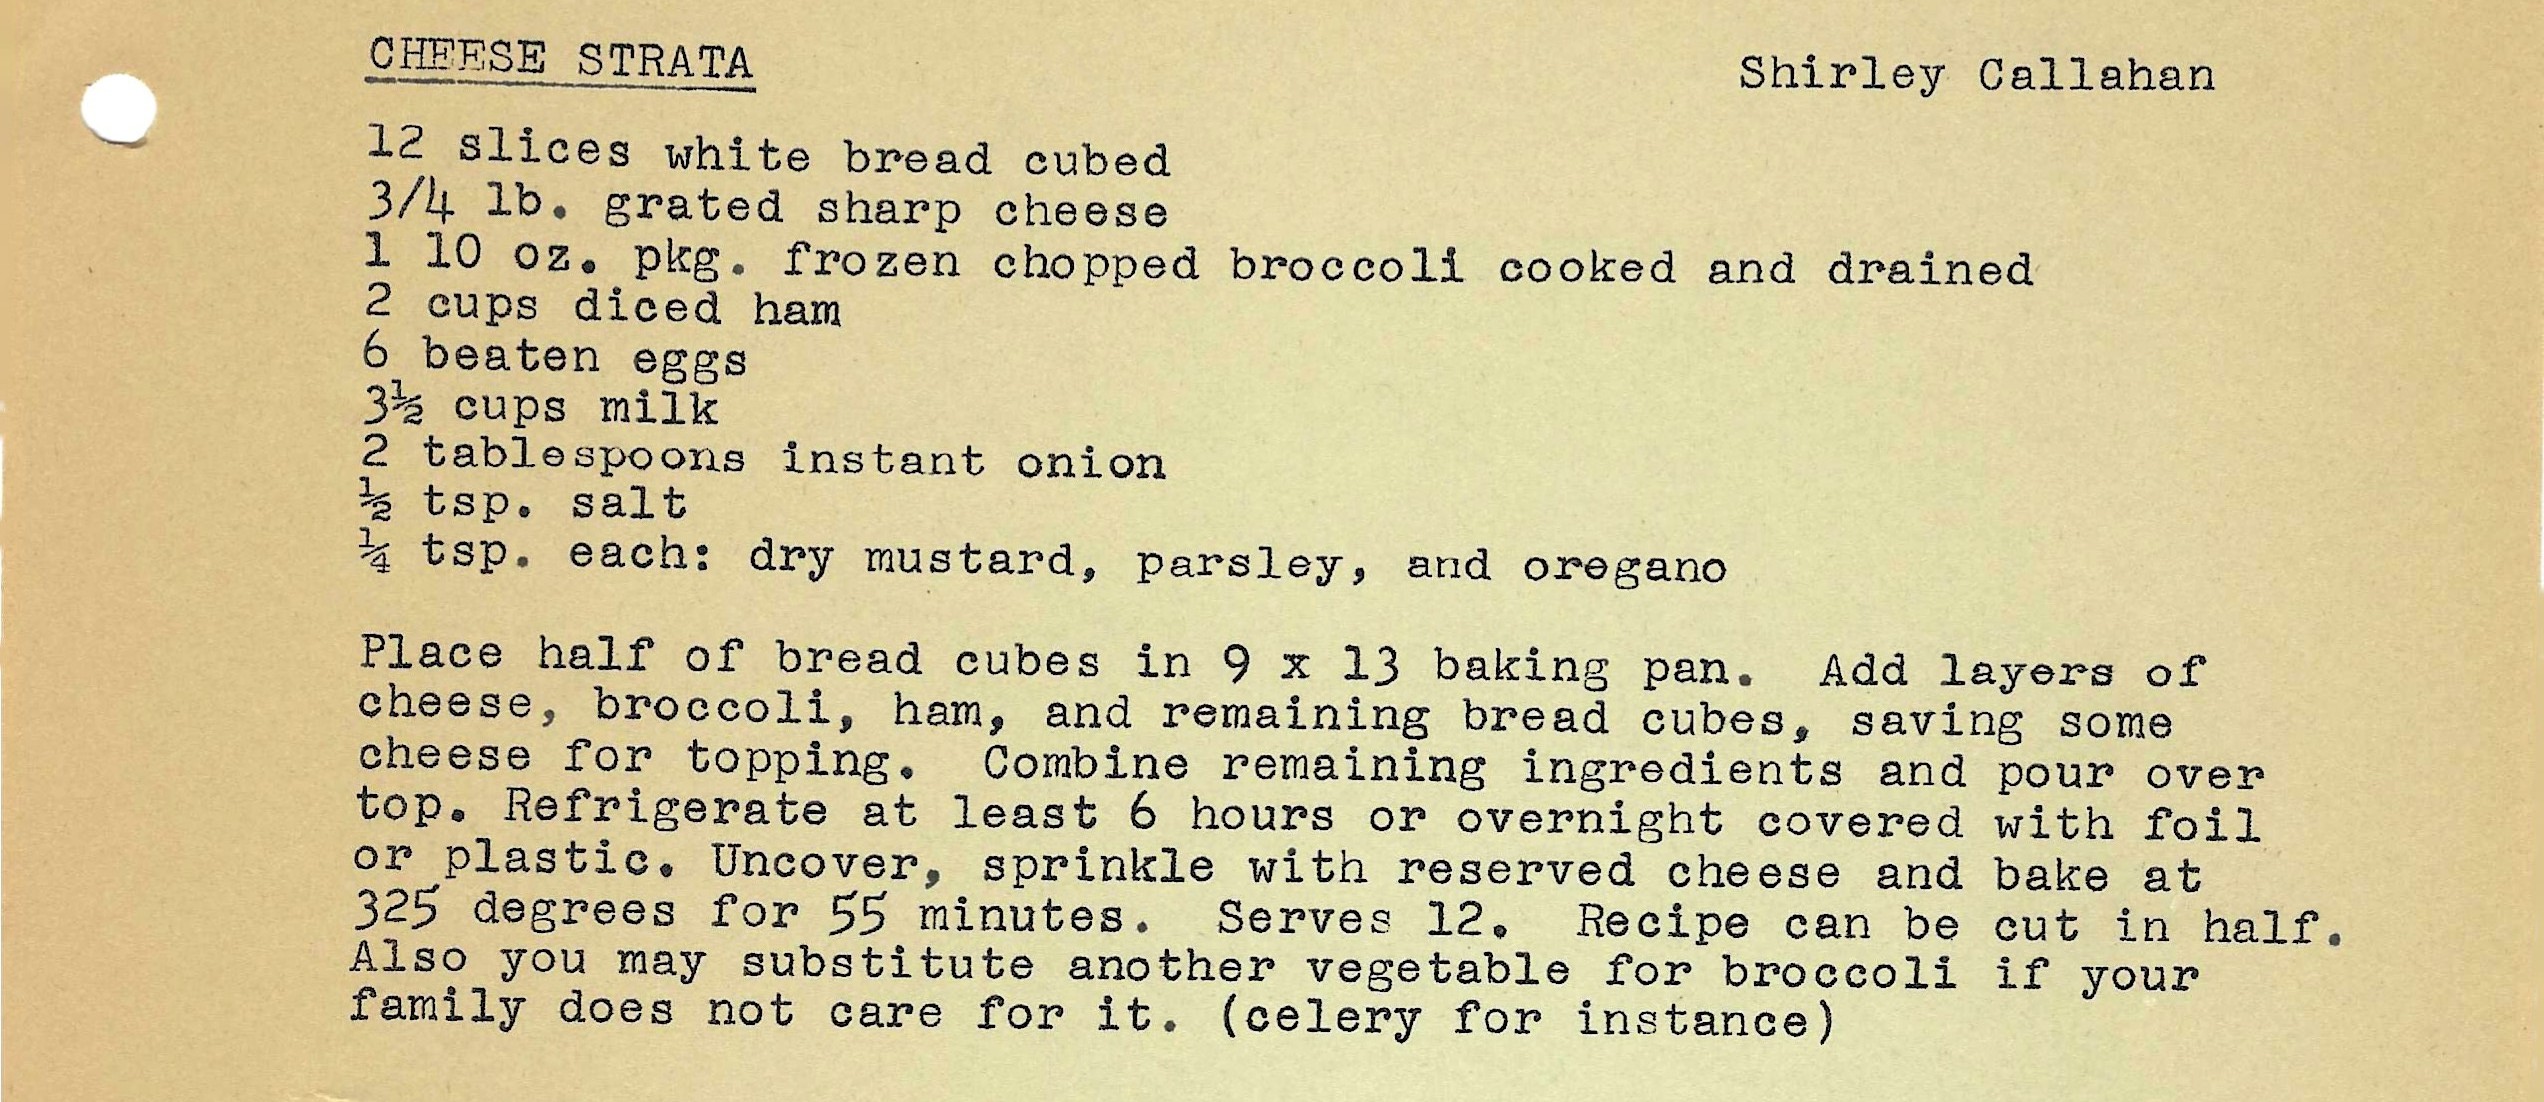 CHEESE STRATA
Shirley Callahan
12 slices white bread cubed
3/4 lb. grated sharp cheese
1 10 oz. pkg. frozen chopped broccoli cooked and drained
2 cups diced ham
6 beaten eggs
3½ cups milk
2 tablespoons instant onion
½ tsp. salt
¼ tsp. each: dry mustard, parsley, and oregano
Place half of bread cubes in 9 x 13 baking pan. Add layers of
cheese, broccoli, ham, and remaining bread cubes, saving some
cheese for topping. Combine remaining ingredients and pour over
top. Refrigerate at least 6 hours or overnight covered with foil
or plastic. Uncover, sprinkle with reserved cheese and bake at
325 degrees for 55 minutes. Serves 12. Recipe can be cut in half.
Also you may substitute another vegetable for broccoli if your
family does not care for it. (celery for instance)